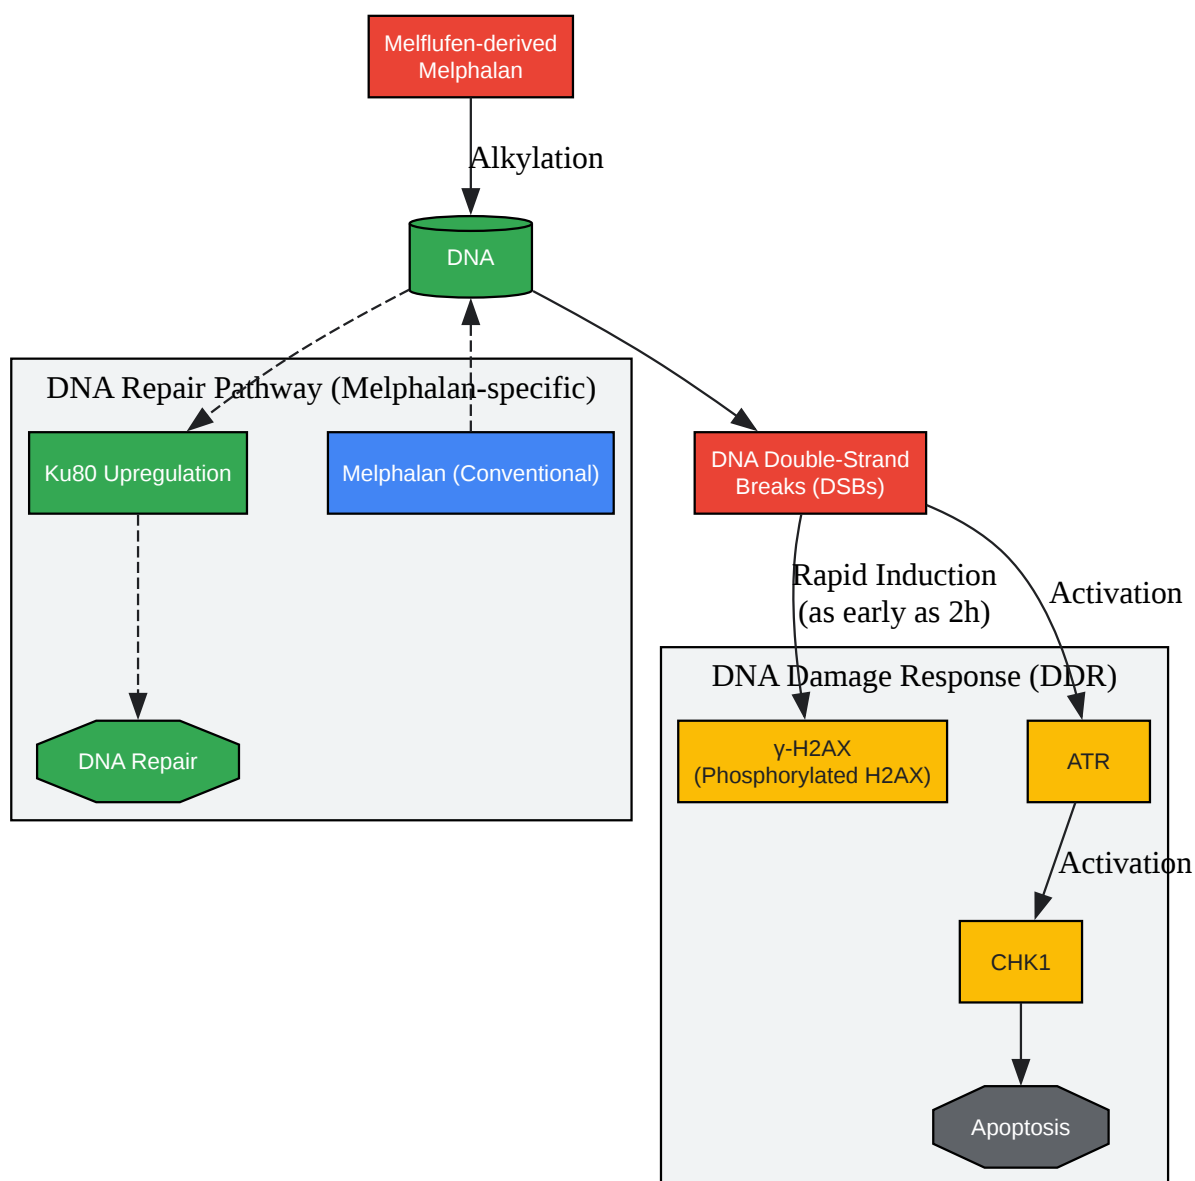 Melflufen-derived
Melphalan
Alkylation
DNA
DNA Repair Pathway (Melphalan-specific)
Ku80 Upregulation
Melphalan (Conventional)
DNA Double-Strand
Breaks (DSBs)
Rapid Induction
(as early as 2h)
Activation
DNA Damage Response (DDR)
DNA Repair
γ-H2AX
(Phosphorylated H2AX)
ATR
Activation
CHK1
Apoptosis